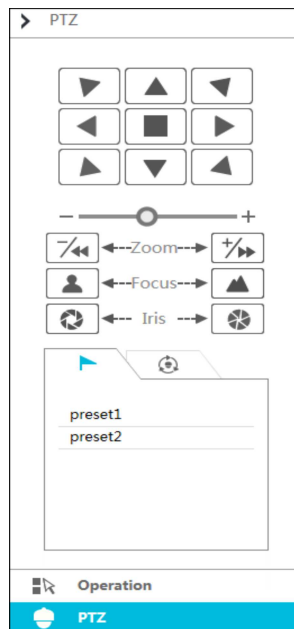 PTZ
Zoom
Focus
Iris
preset1
preset2
Operation
PTZ